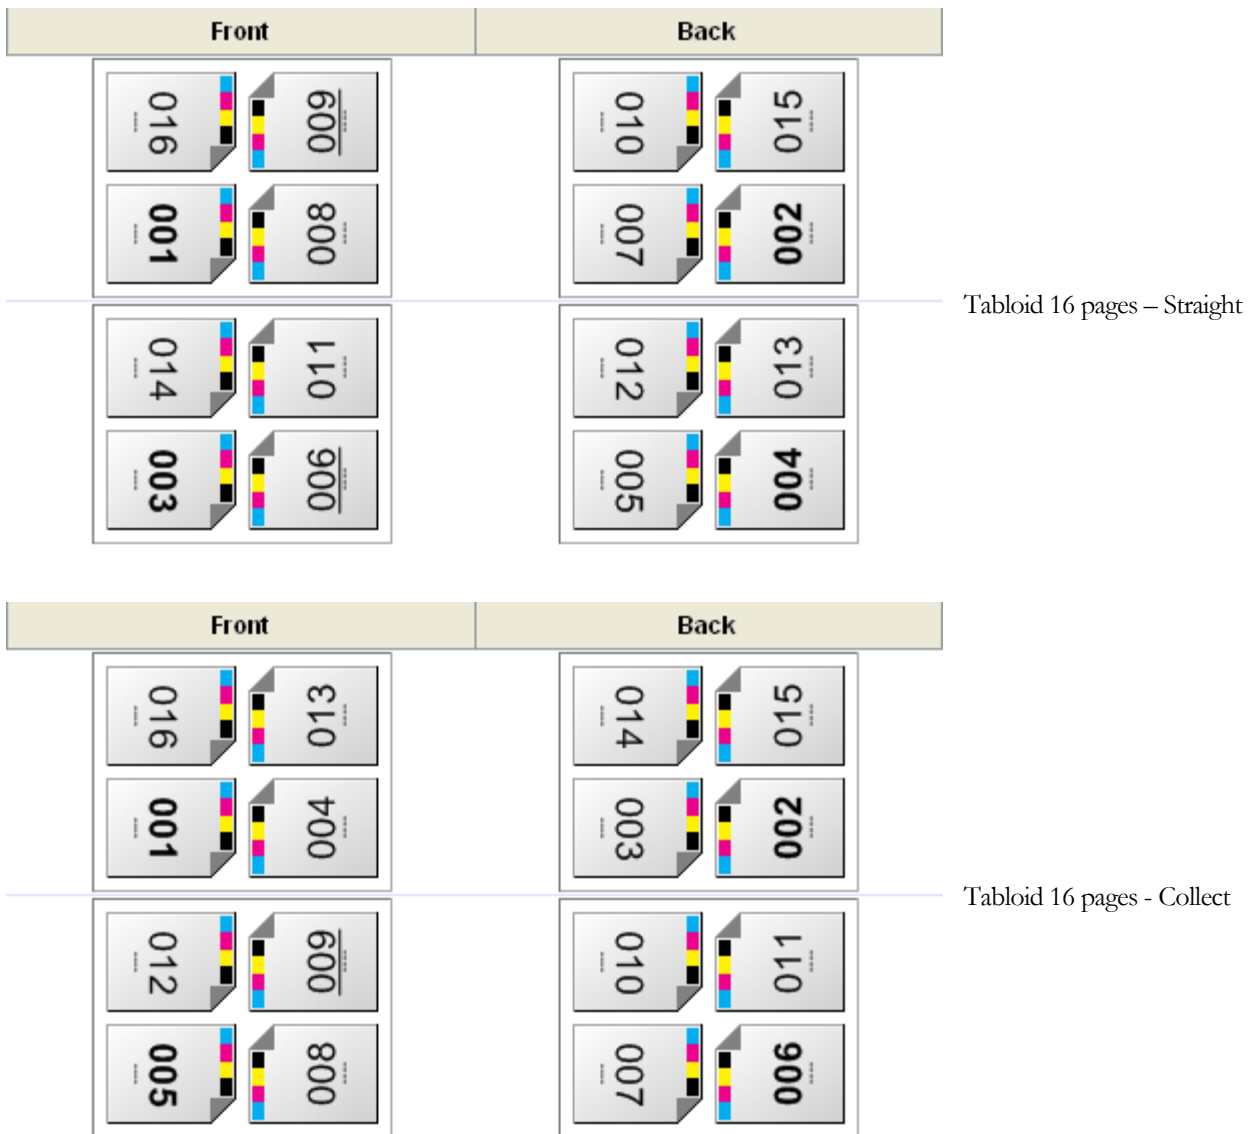 Front Back
016 009 010 015
001 008 007 002
Tabloid 16 pages – Straight
014 011 012 013
003 006 005 004
Front Back
016 013 014 015
001 004 003 002
Tabloid 16 pages - Collect
012 009 010 011
005 008 007 006